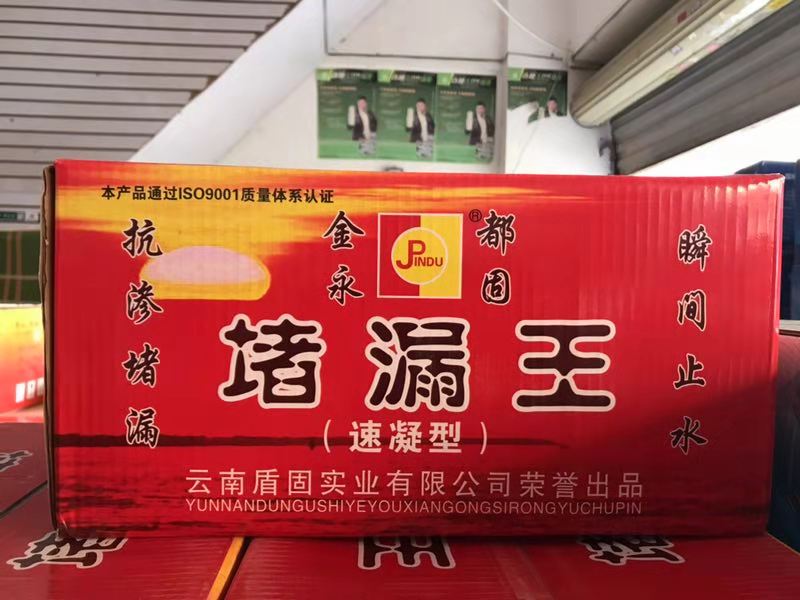 本产品通过ISO9001质量体系认证
抗渗堵漏
金都
永固
PJINDU
®
瞬间止水
堵漏王
(速凝型)
云南盾固实业有限公司荣誉出品
YUNNANDUNGUSHIYEYOUXIANGONGSIRONGYUCHUPIN